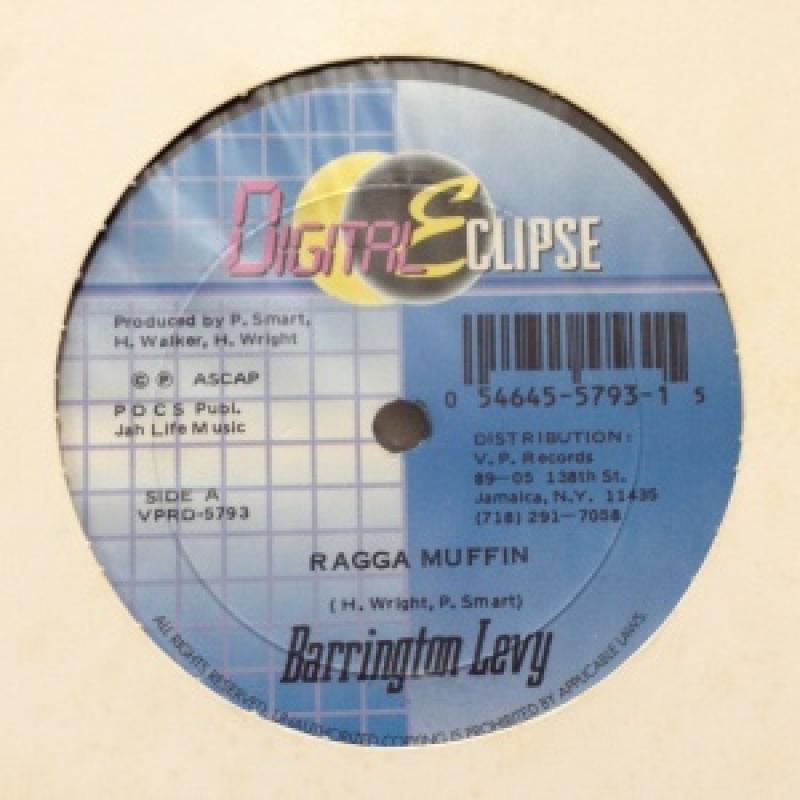 DIGITAL ECLIPSE
Produced by P. Smart,
H. Walker, H. Wright
© ℗ ASCAP
P D C S Publ.
Jah Life Music
SIDE A
VPRD-5793
0 54645-5793-1 5
DISTRIBUTION:
V. P. Records
89-05 138th St.
Jamaica, N.Y. 11435
(718) 291-7058
RAGGA MUFFIN
(H. Wright, P. Smart)
Barrington Levy
ALL RIGHTS RESERVED. UNAUTHORIZED COPYING IS PROHIBITED BY APPLICABLE LAWS.